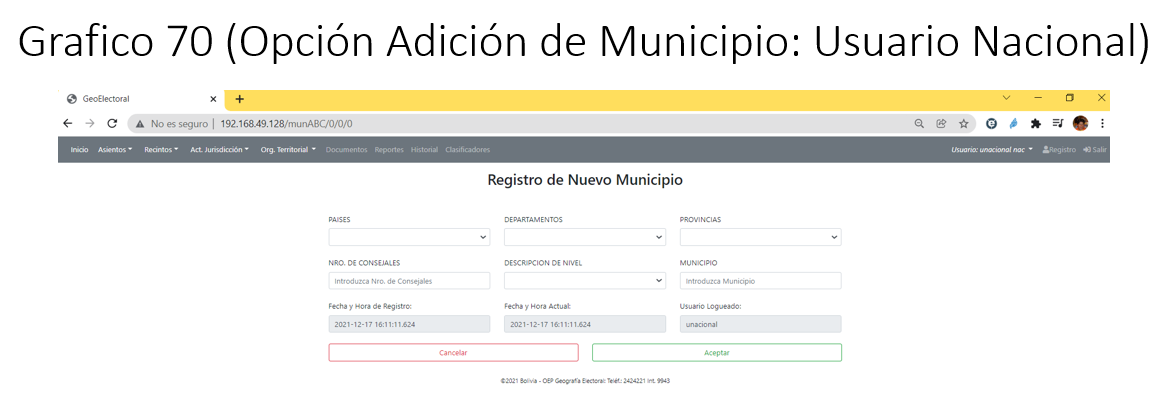 Grafico 70 (Opción Adición de Municipio: Usuario Nacional)
GeoElectoral
No es seguro | 192.168.49.128/munABC/0/0/0
Inicio Asientos Recintos Act. Jurisdicción Org. Territorial Documentos Reportes Historial Clasificadores Usuario: unacional nac Registro Salir
Registro de Nuevo Municipio
PAISES DEPARTAMENTOS PROVINCIAS
NRO. DE CONSEJALES DESCRIPCION DE NIVEL MUNICIPIO
Introduzca Nro. de Consejales Introduzca Municipio
Fecha y Hora de Registro: Fecha y Hora Actual: Usuario Logueado:
2021-12-17 16:11:11.624 2021-12-17 16:11:11.624 unacional
Cancelar Aceptar
©2021 Bolivia - OEP Geografía Electoral: Teléf.: 2424221 Int. 9943